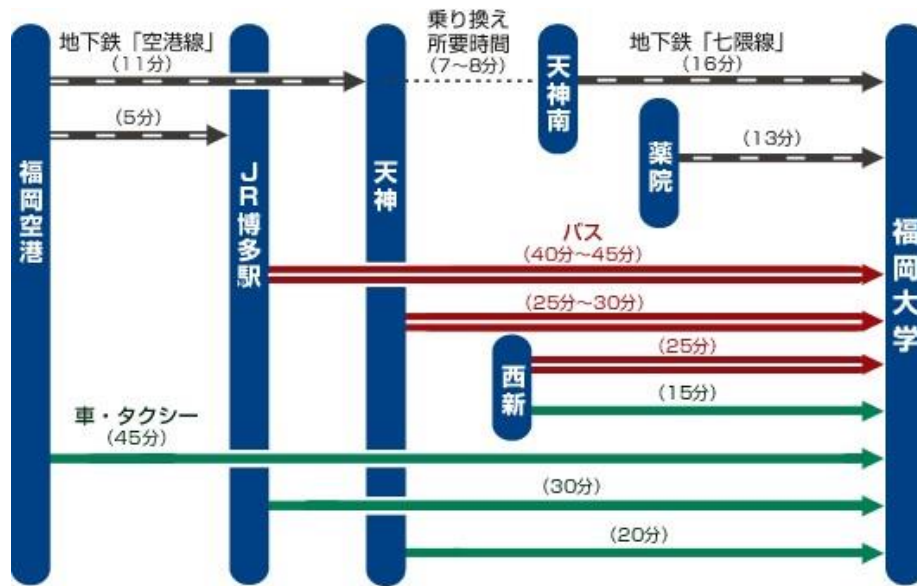 地下鉄「空港線」
(11分)
乗り換え
所要時間
(7〜8分)
地下鉄「七隈線」
(16分)
(5分)
(13分)
福岡空港
JR博多駅
天神
天神南
薬院
福岡大学
バス
(40分〜45分)
(25分〜30分)
(25分)
西新
(15分)
車・タクシー
(45分)
(30分)
(20分)